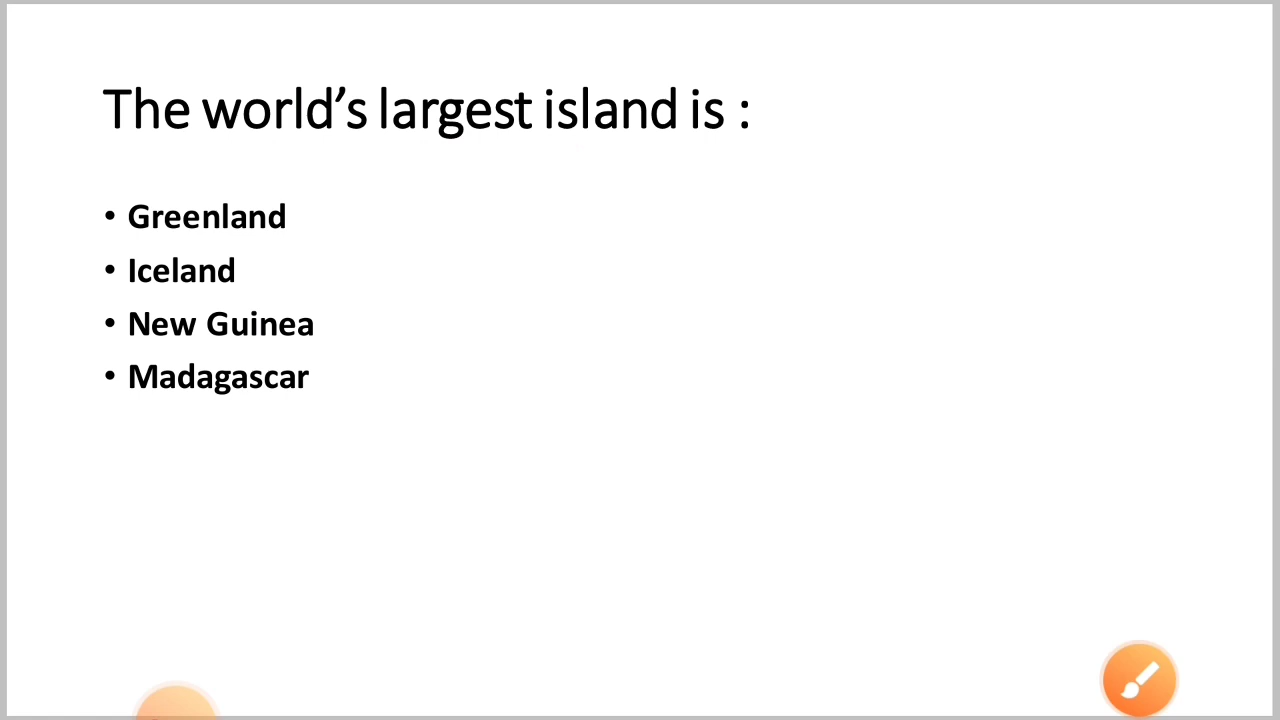 The world’s largest island is :
• Greenland
• Iceland
• New Guinea
• Madagascar